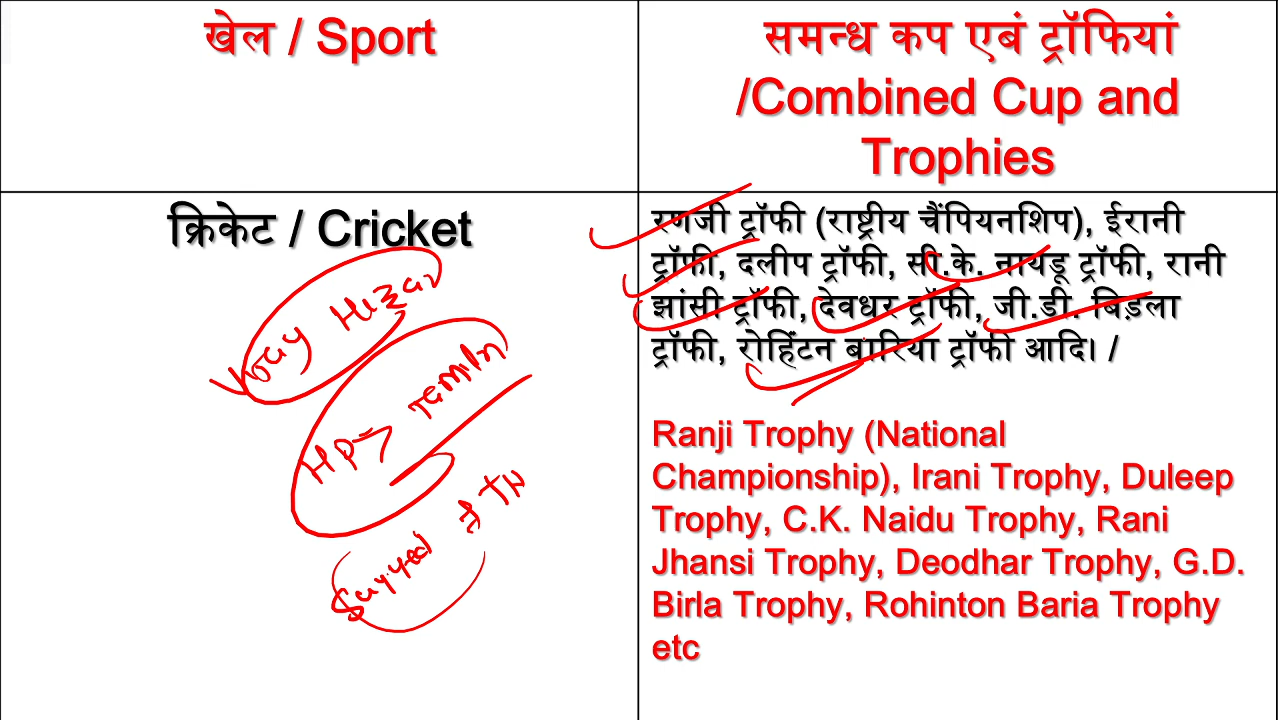 खेल / Sport
समन्ध कप एबं ट्रॉफियां
/Combined Cup and
Trophies
क्रिकेट / Cricket
रणजी ट्रॉफी (राष्ट्रीय चैंपियनशिप), ईरानी
ट्रॉफी, दलीप ट्रॉफी, सी.के. नायडू ट्रॉफी, रानी
झांसी ट्रॉफी, देवधर ट्रॉफी, जी.डी. बिड़ला
ट्रॉफी, रोहिंटन बारिया ट्रॉफी आदि। /
Ranji Trophy (National
Championship), Irani Trophy, Duleep
Trophy, C.K. Naidu Trophy, Rani
Jhansi Trophy, Deodhar Trophy, G.D.
Birla Trophy, Rohinton Baria Trophy
etc
HP
TN